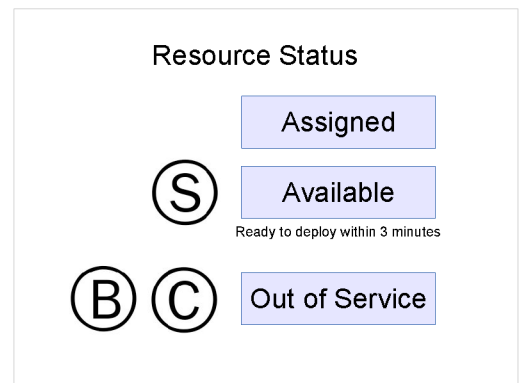 Resource Status
Assigned
S Available
Ready to deploy within 3 minutes
B C Out of Service